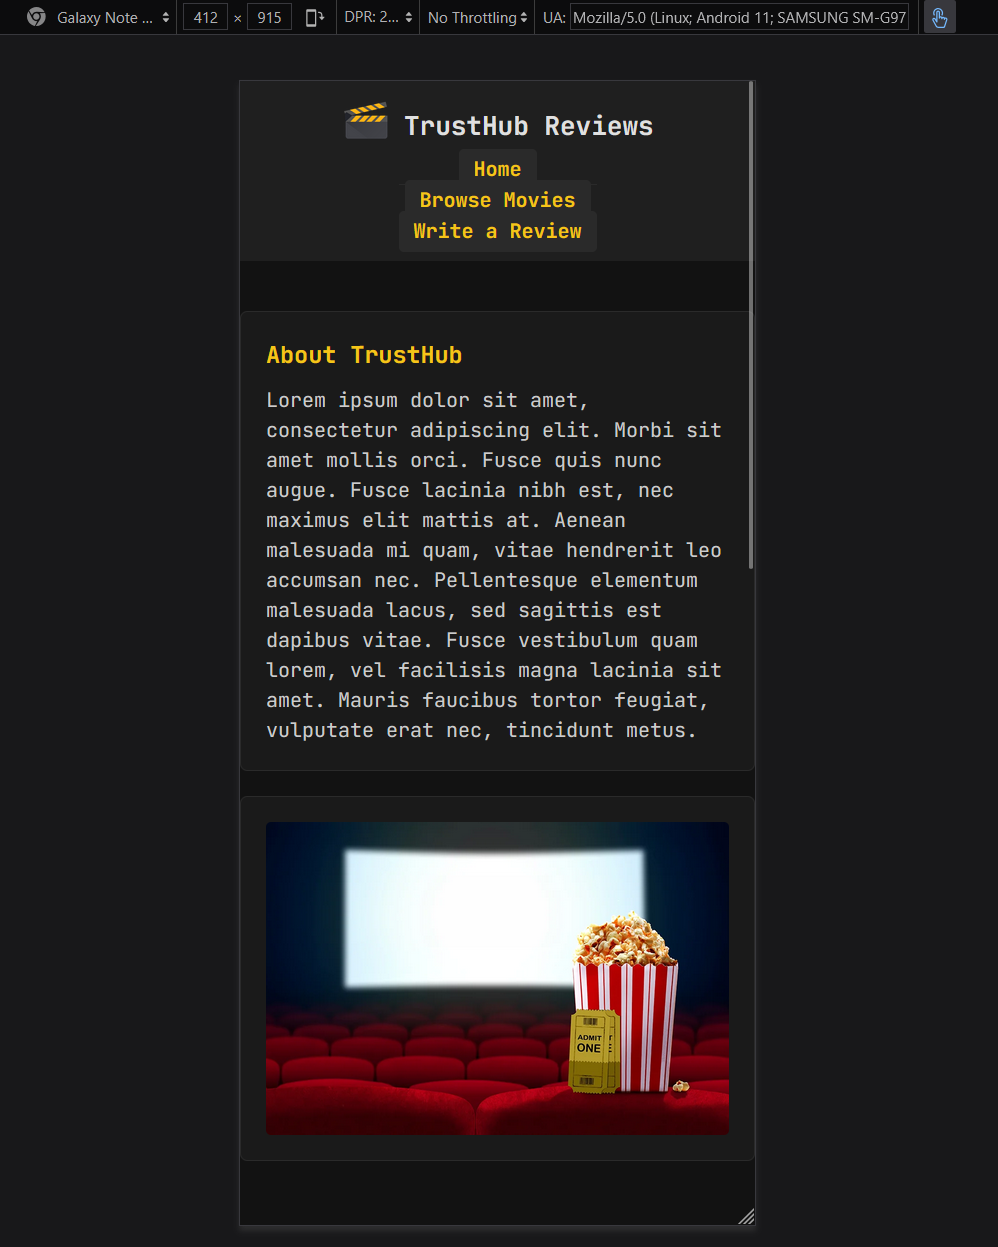 Galaxy Note ... 412 × 915 DPR: 2... No Throttling UA: Mozilla/5.0 (Linux; Android 11; SAMSUNG SM-G97
TrustHub Reviews
Home
Browse Movies
Write a Review
About TrustHub
Lorem ipsum dolor sit amet,
consectetur adipiscing elit. Morbi sit
amet mollis orci. Fusce quis nunc
augue. Fusce lacinia nibh est, nec
maximus elit mattis at. Aenean
malesuada mi quam, vitae hendrerit leo
accumsan nec. Pellentesque elementum
malesuada lacus, sed sagittis est
dapibus vitae. Fusce vestibulum quam
lorem, vel facilisis magna lacinia sit
amet. Mauris faucibus tortor feugiat,
vulputate erat nec, tincidunt metus.
ADMIT
ONE